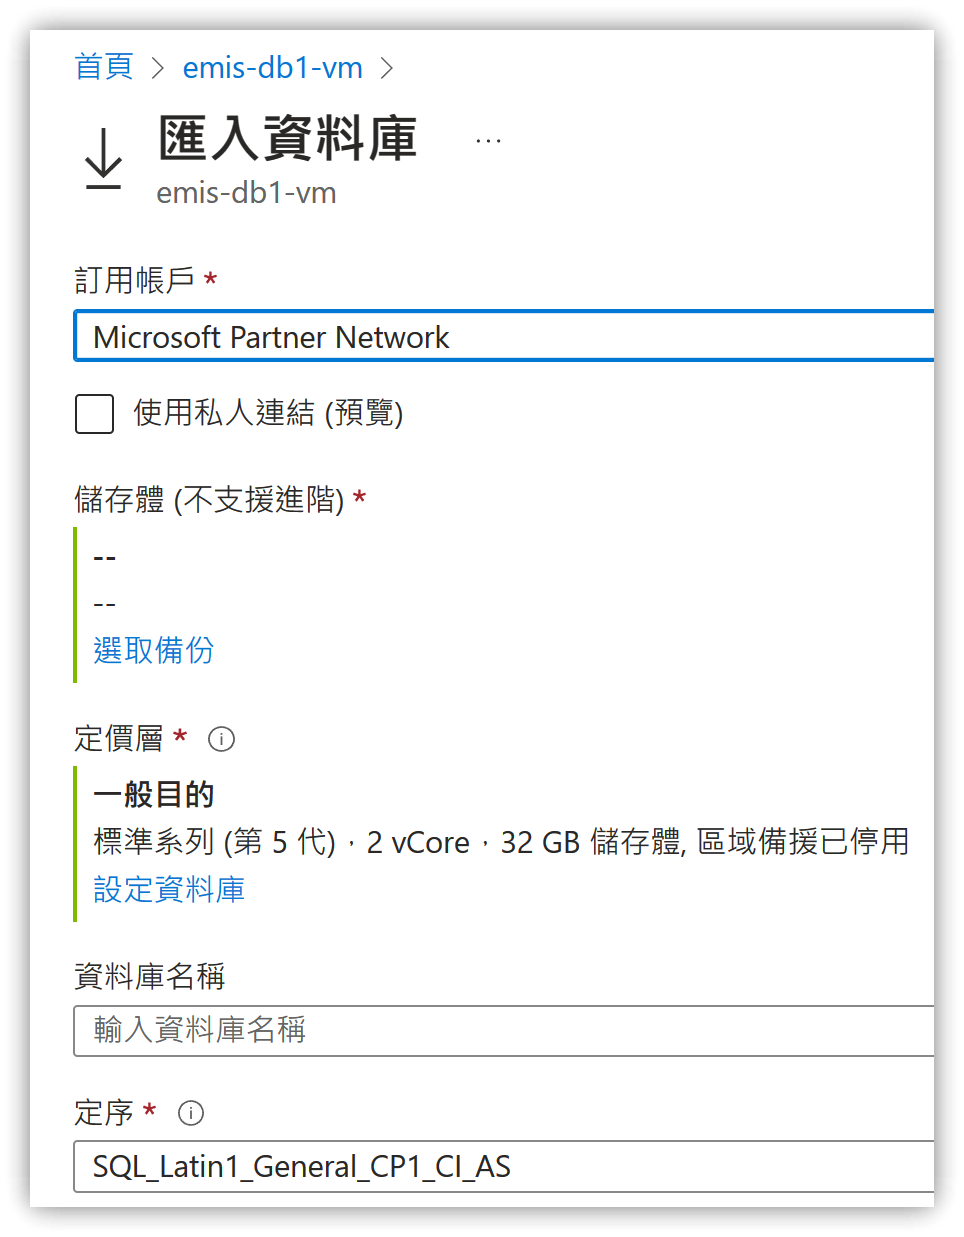 首頁 > emis-db1-vm >
匯入資料庫 ...
emis-db1-vm
訂用帳戶 *
Microsoft Partner Network
使用私人連結 (預覽)
儲存體 (不支援進階) *
--
--
選取備份
定價層 *
一般目的
標準系列 (第 5 代)，2 vCore，32 GB 儲存體, 區域備援已停用
設定資料庫
資料庫名稱
輸入資料庫名稱
定序 *
SQL_Latin1_General_CP1_CI_AS